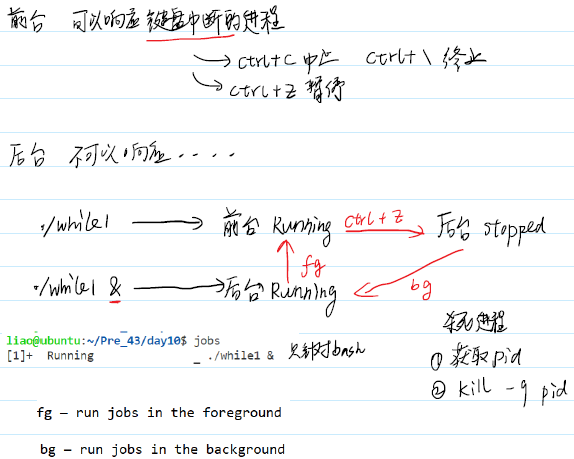 前台 可以响应 键盘中断的进程
ctrl+c 中止 ctrl+\ 终止
ctrl+z 暂停
后台 不可以响应....
./while1 前台 Running ctrl+z 后台 stopped
fg
bg
./while1 & 后台 Running
杀死进程
liao@ubuntu:~/Pre_43/day10$ jobs
[1]+ Running _ ./while1 & 只针对bash
① 获取pid
② kill -9 pid
fg – run jobs in the foreground
bg – run jobs in the background